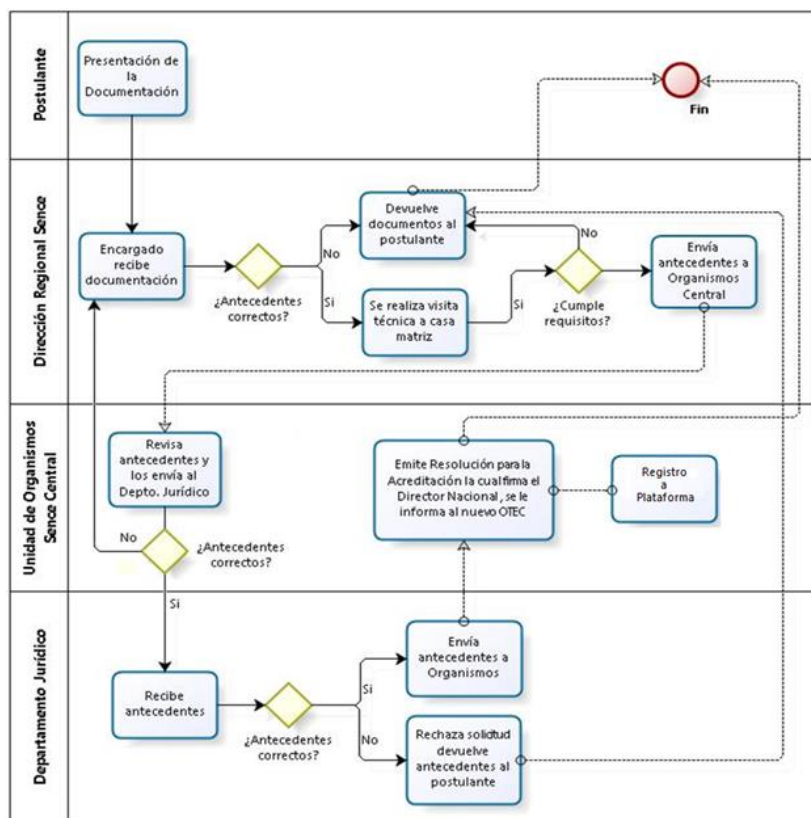 Postulante
Presentación de
la
Documentación
Fin
Dirección Regional Sence
Encargado
recibe
documentación
¿Antecedentes
correctos?
No
Si
Devuelve
documentos al
postulante
Se realiza visita
técnica a casa
matriz
Si
No
¿Cumple
requisitos?
Envía
antecedentes a
Organismos
Central
Unidad de Organismos
Sence Central
Revisa
antecedentes y
los envía al
Depto. Jurídico
No
¿Antecedentes
correctos?
Si
Emite Resolución para la
Acreditación la cual firma el
Director Nacional, se le
informa al nuevo OTEC
Registro
a
Plataforma
Departamento Jurídico
Recibe
antecedentes
¿Antecedentes
correctos?
Si
No
Envía
antecedentes a
Organismos
Rechaza solicitud
devuelve
antecedentes al
postulante